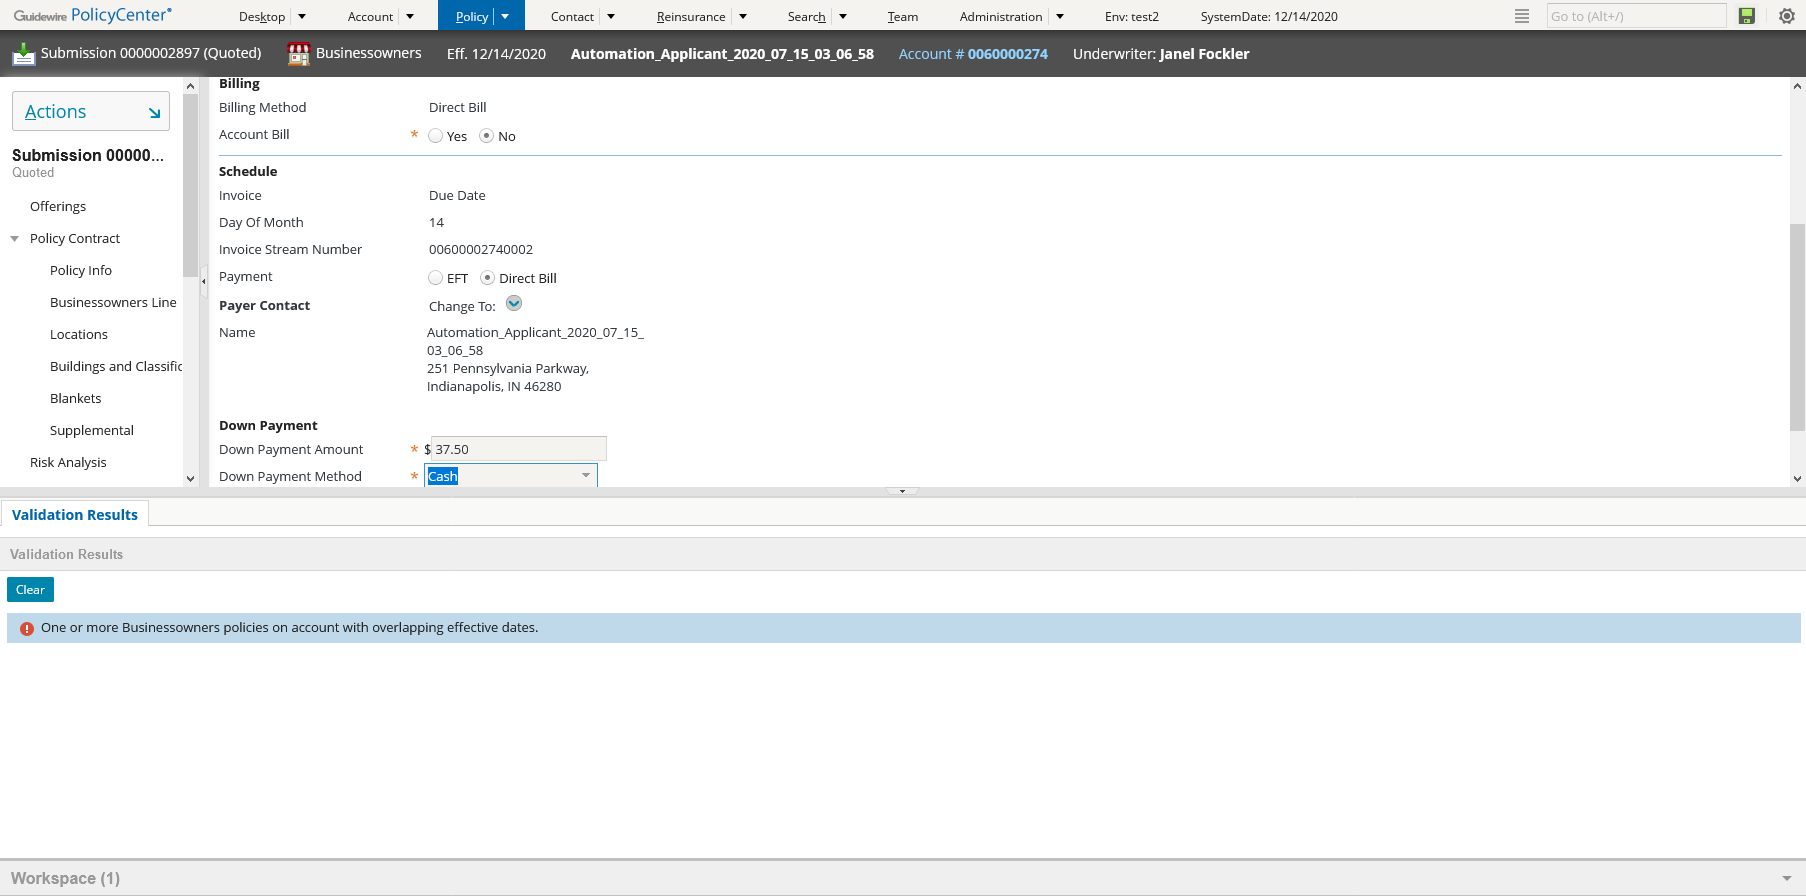 Guidewire PolicyCenter®
Desktop
Account
Policy
Contact
Reinsurance
Search
Team
Administration
Env: test2
SystemDate: 12/14/2020
Go to (Alt+/)
Submission 0000002897 (Quoted)
Businessowners
Eff. 12/14/2020
Automation_Applicant_2020_07_15_03_06_58
Account # 0060000274
Underwriter: Janel Fockler
Actions
Submission 00000...
Quoted
Offerings
Policy Contract
Policy Info
Businessowners Line
Locations
Buildings and Classific
Blankets
Supplemental
Risk Analysis
Billing
Billing Method Direct Bill
Account Bill * Yes No
Schedule
Invoice Due Date
Day Of Month 14
Invoice Stream Number 00600002740002
Payment EFT Direct Bill
Payer Contact Change To:
Name Automation_Applicant_2020_07_15_
03_06_58
251 Pennsylvania Parkway,
Indianapolis, IN 46280
Down Payment
Down Payment Amount * $ 37.50
Down Payment Method * Cash
Validation Results
Validation Results
Clear
One or more Businessowners policies on account with overlapping effective dates.
Workspace (1)